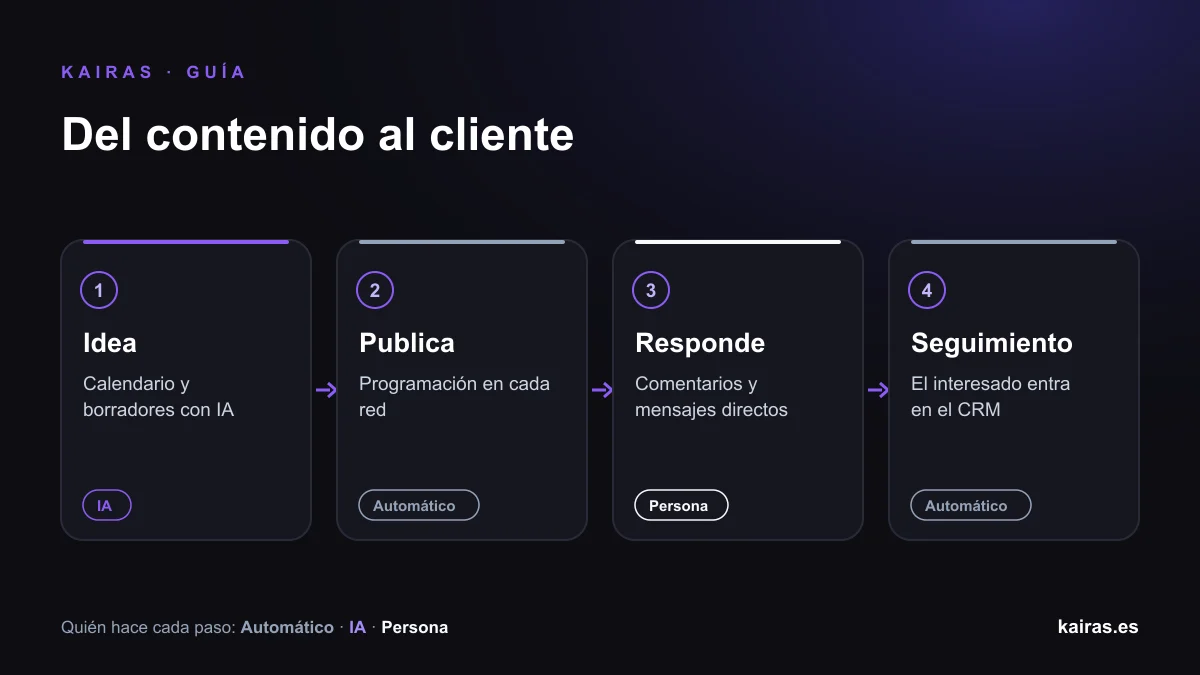 KAIRAS · GUÍA
Del contenido al cliente
1
Idea
Calendario y
borradores con IA
IA
2
Publica
Programación en cada
red
Automático
3
Responde
Comentarios y
mensajes directos
Persona
4
Seguimiento
El interesado entra
en el CRM
Automático
Quién hace cada paso: Automático · IA · Persona
kairas.es